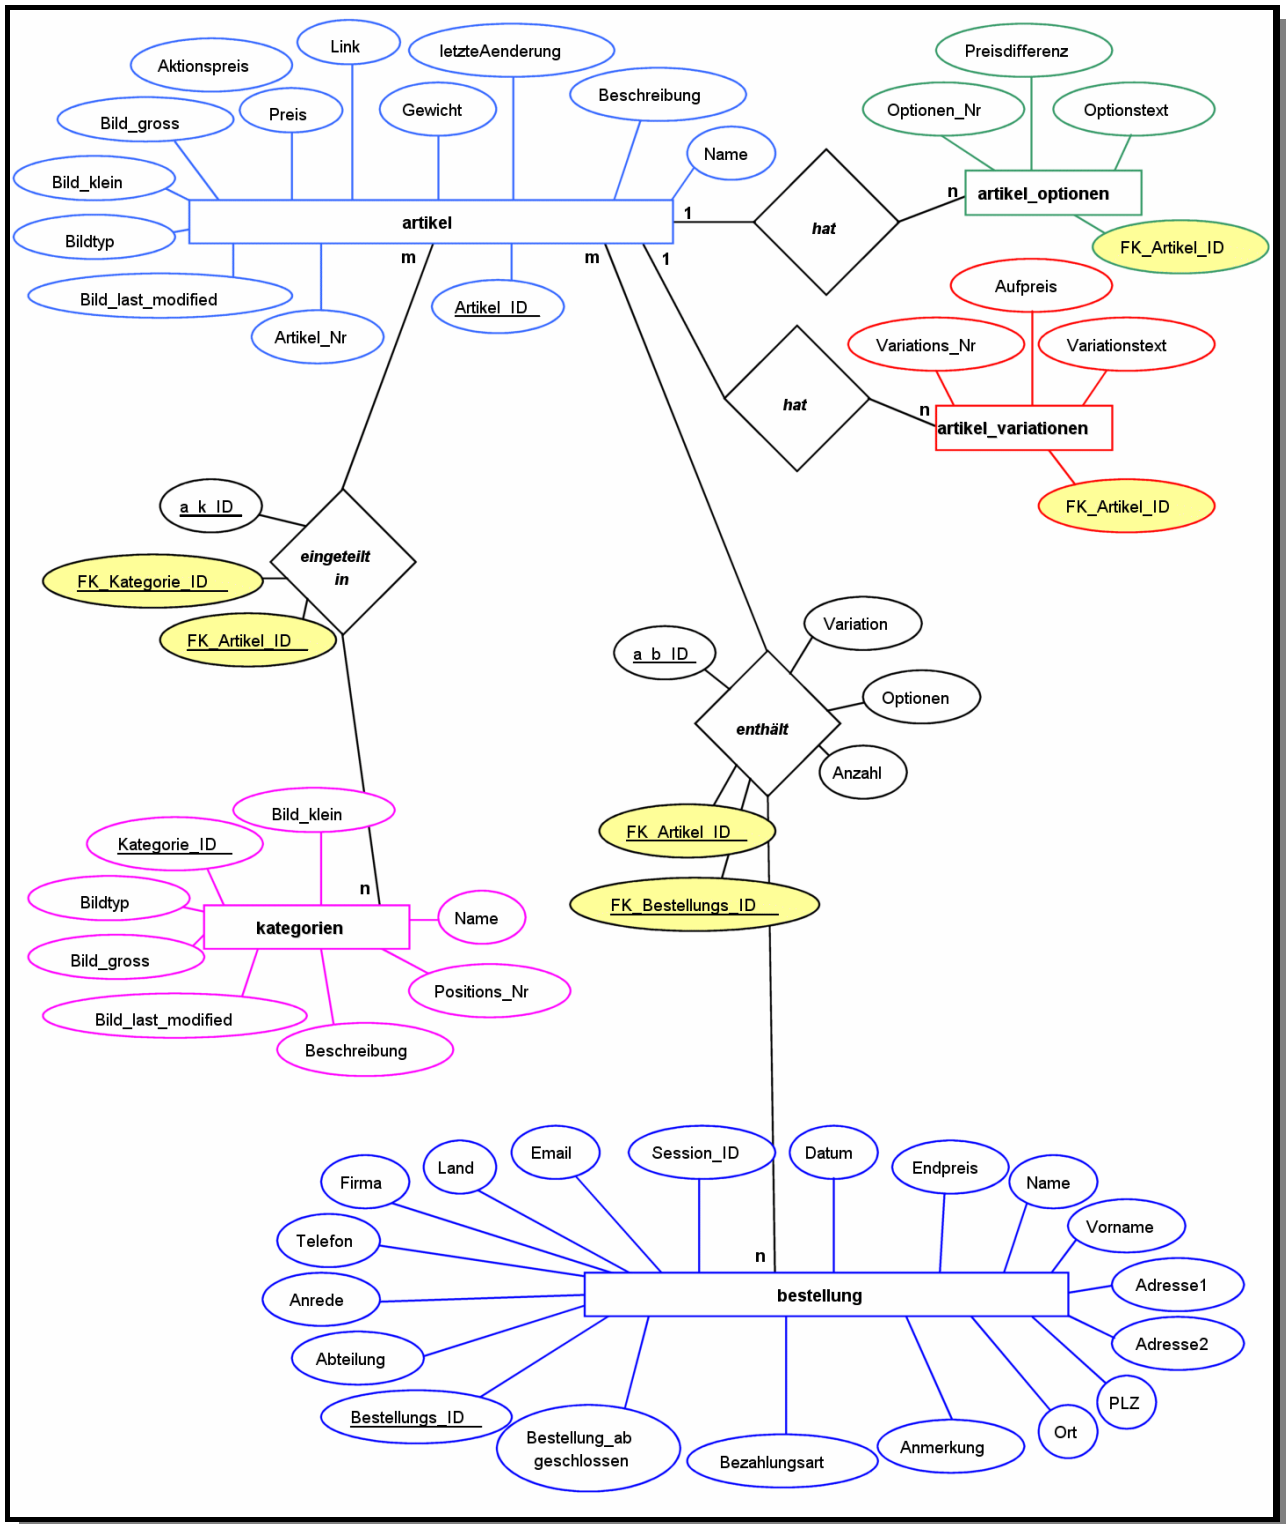 Link
letzteAenderung
Preisdifferenz
Aktionspreis
Beschreibung
Preis
Gewicht
Optionen_Nr
Optionstext
Bild_gross
Name
Bild_klein
artikel
1
hat
n
artikel_optionen
Bildtyp
m
m
1
FK_Artikel_ID
Bild_last_modified
Artikel_ID
Aufpreis
Artikel_Nr
Variations_Nr
Variationstext
hat
n
artikel_variationen
a_k_ID
FK_Artikel_ID
eingeteilt
in
FK_Kategorie_ID
FK_Artikel_ID
Variation
a_b_ID
Optionen
enthält
Anzahl
Bild_klein
FK_Artikel_ID
Kategorie_ID
n
Bildtyp
FK_Bestellungs_ID
kategorien
Name
Bild_gross
Positions_Nr
Bild_last_modified
Beschreibung
Email
Session_ID
Datum
Land
Endpreis
Firma
Name
Telefon
Vorname
n
Anrede
bestellung
Adresse1
Abteilung
Adresse2
Bestellungs_ID
PLZ
Bestellung_ab
geschlossen
Bezahlungsart
Anmerkung
Ort